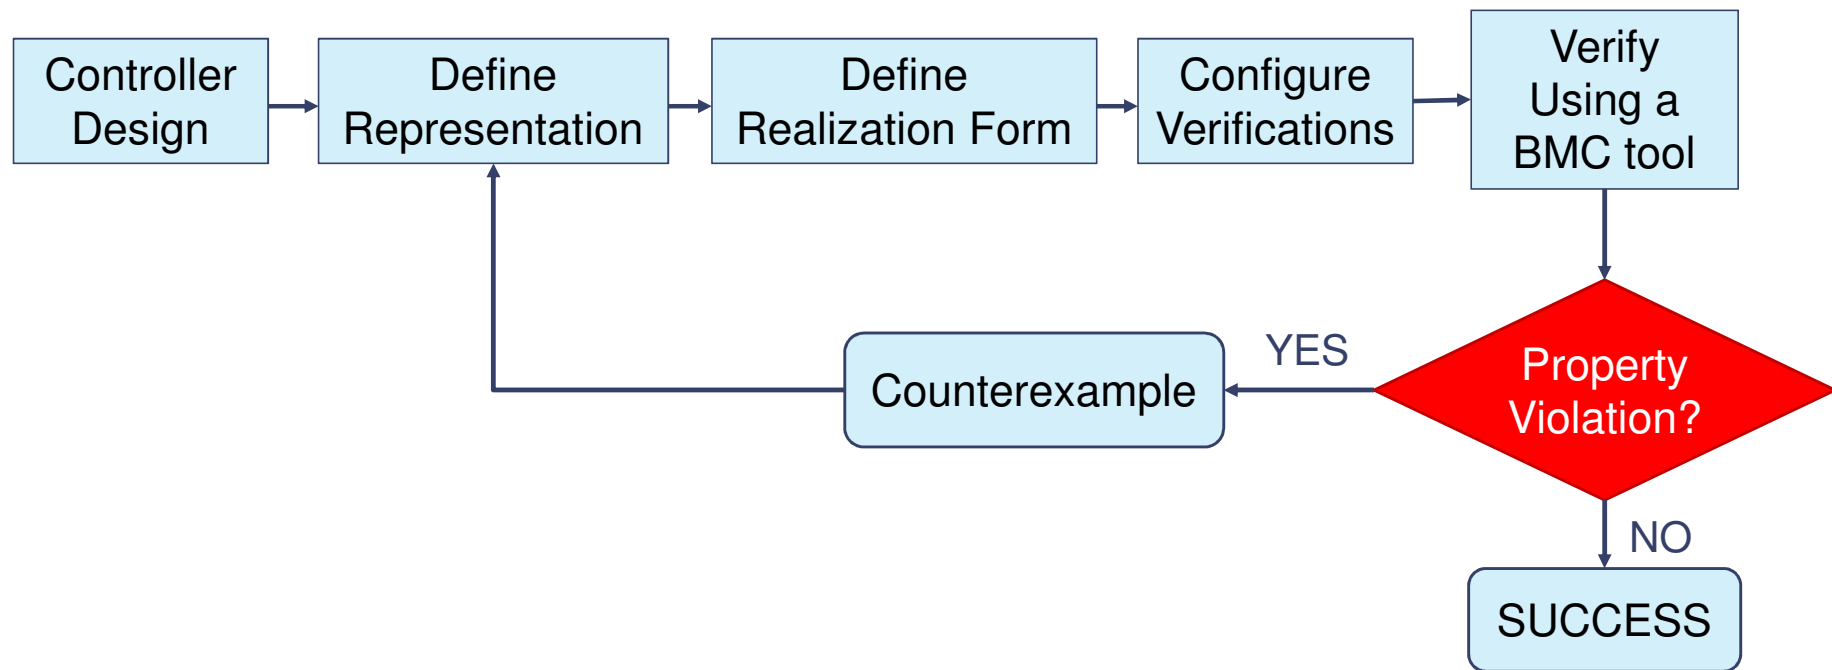 Controller
Design
Define
Representation
Define
Realization Form
Configure
Verifications
Verify
Using a
BMC tool
Property
Violation?
YES
Counterexample
NO
SUCCESS